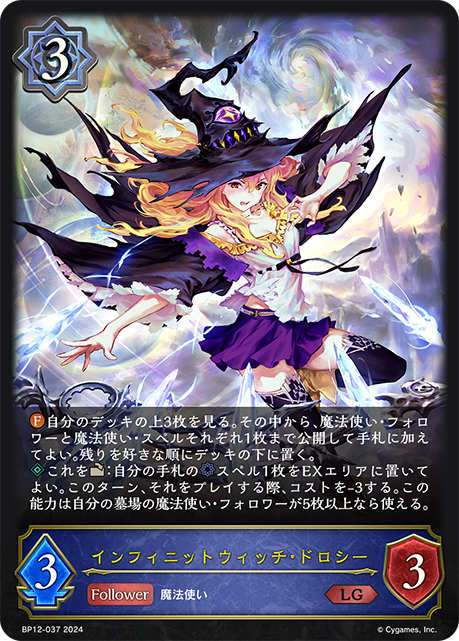 3
F自分のデッキの上3枚を見る。その中から、魔法使い・フォロ
ワーと魔法使い・スペルそれぞれ1枚まで公開して手札に加え
てよい。残りを好きな順にデッキの下に置く。
これを:自分の手札のスペル1枚をEXエリアに置いて
よい。このターン、それをプレイする際、コストを-3する。この
能力は自分の墓場の魔法使い・フォロワーが5枚以上なら使える。
インフィニットウィッチ・ドロシー
3
3
Follower 魔法使い
LG
BP12-037 2024
© Cygames, Inc.